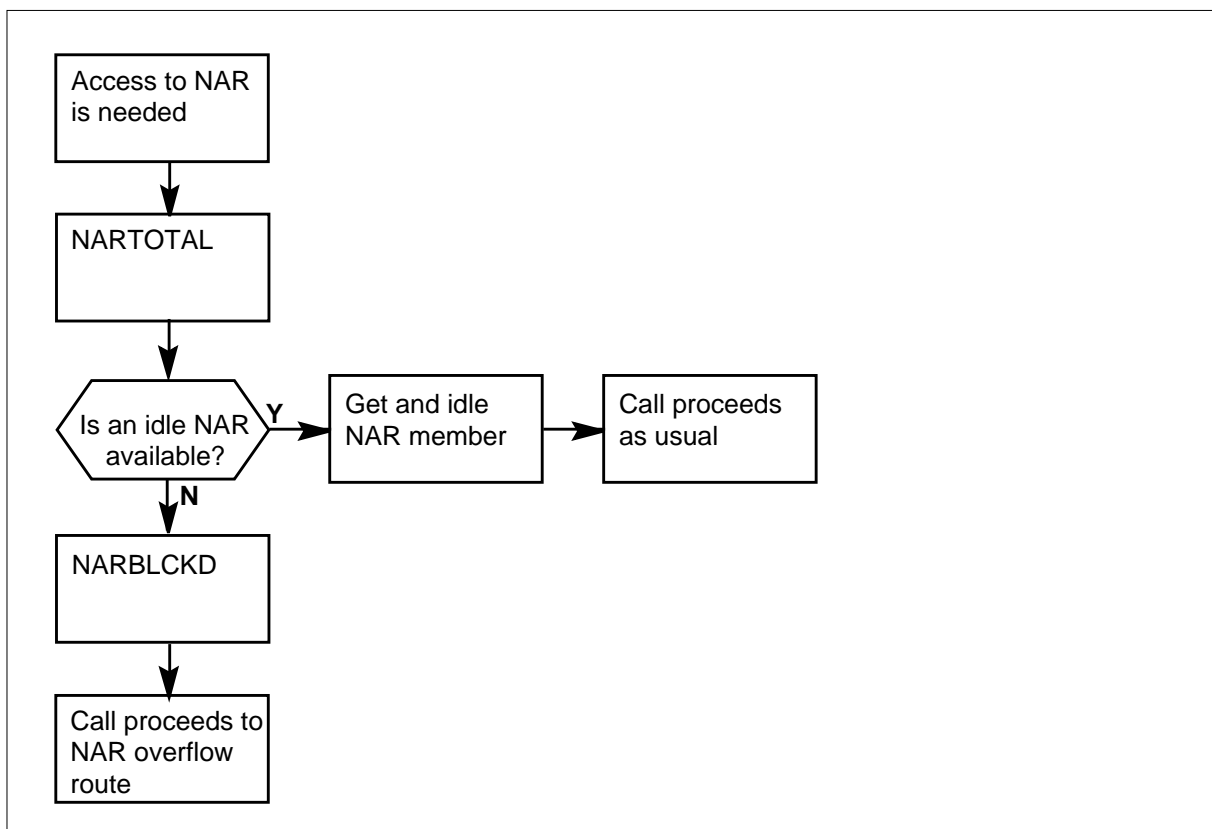 Access to NAR
is needed
NARTOTAL
Is an idle NAR
available?
Y
Get and idle
NAR member
Call proceeds
as usual
N
NARBLCKD
Call proceeds to
NAR overflow
route